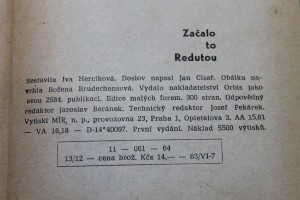 Začalo
to
Redutou
Sestavila Iva Hercíková, Doslov napsal Jan Císař. Obálku na-
vrhla Božena Bruderhansová. Vydalo nakladatelství Orbis jako
svou 2584. publikaci. Edice malých forem, 300 stran. Odpovědný
redaktor Jaroslav Baránok, Technický redaktor Josef Pekárek.
Vytiskl MÍR, n. p., provozovna 23, Praha 1, Opletalova 3. AA 15,61
— VA 16,18 — D-14*40097. První vydání. Náklad 5500 výtisků.
11 — 061 — 64
13/12 — cena brož. Kčs 14,— — 63/VI-7